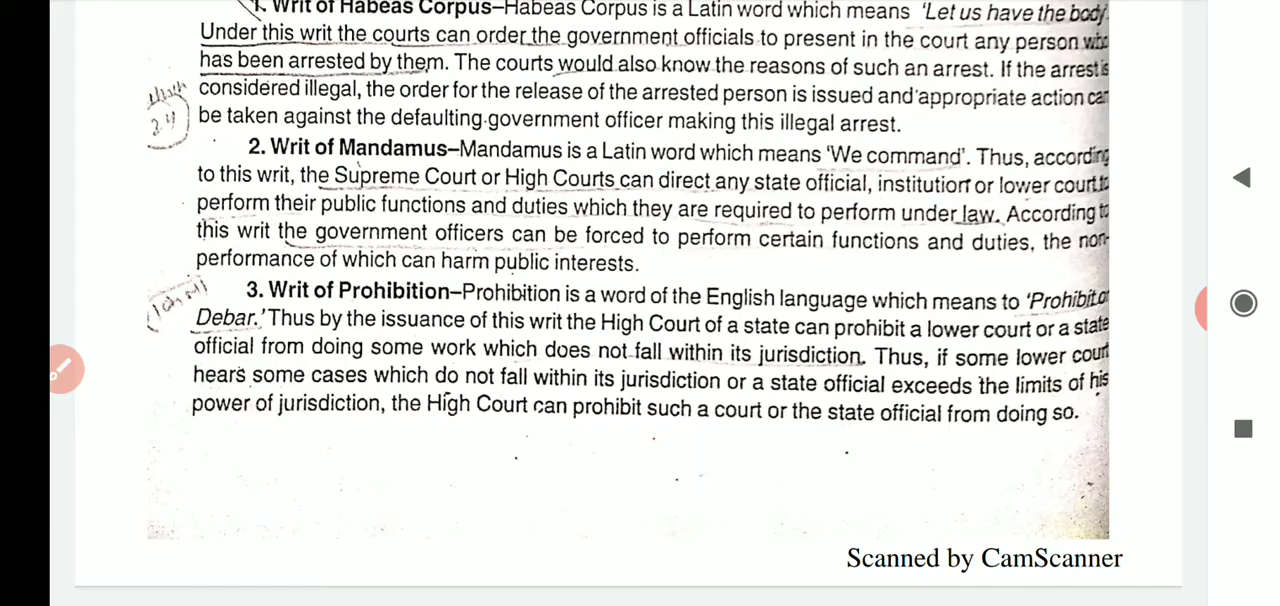 1. Writ of Habeas Corpus–Habeas Corpus is a Latin word which means 'Let us have the body.
Under this writ the courts can order the government officials to present in the court any person who
has been arrested by them. The courts would also know the reasons of such an arrest. If the arrest is
considered illegal, the order for the release of the arrested person is issued and appropriate action can
be taken against the defaulting government officer making this illegal arrest.
2. Writ of Mandamus–Mandamus is a Latin word which means 'We command'. Thus, according
to this writ, the Supreme Court or High Courts can direct any state official, institution or lower court to
perform their public functions and duties which they are required to perform under law. According to
this writ the government officers can be forced to perform certain functions and duties, the non-
performance of which can harm public interests.
3. Writ of Prohibition–Prohibition is a word of the English language which means to 'Prohibit or
Debar.' Thus by the issuance of this writ the High Court of a state can prohibit a lower court or a state
official from doing some work which does not fall within its jurisdiction. Thus, if some lower court
hears some cases which do not fall within its jurisdiction or a state official exceeds the limits of his
power of jurisdiction, the High Court can prohibit such a court or the state official from doing so.
Scanned by CamScanner